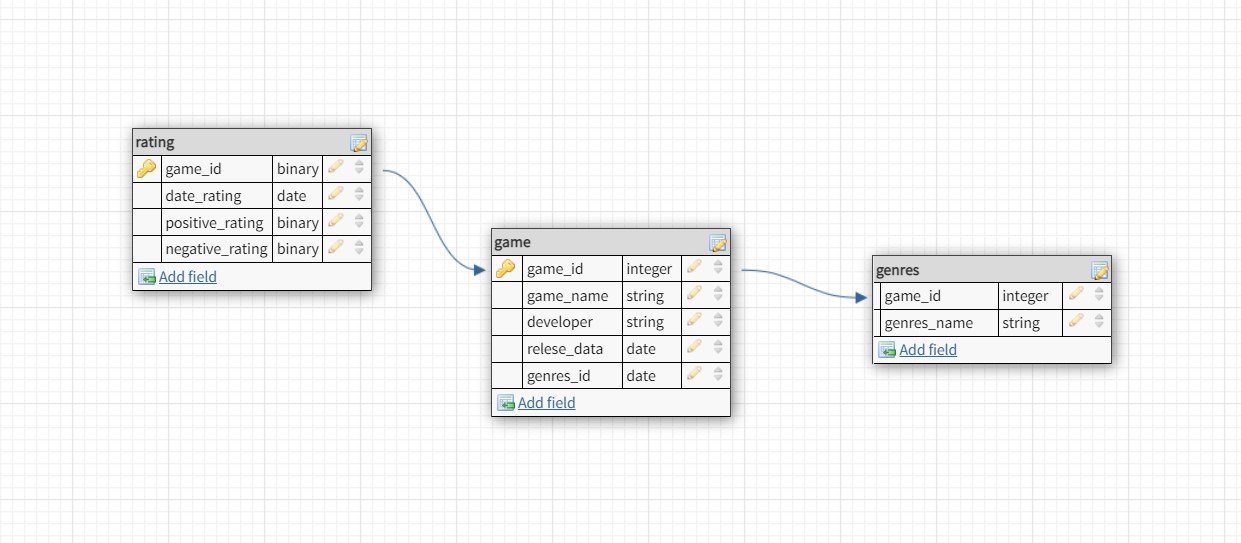 rating
game_id binary
date_rating date
positive_rating binary
negative_rating binary
Add field
game
game_id integer
game_name string
developer string
relese_data date
genres_id date
Add field
genres
game_id integer
genres_name string
Add field